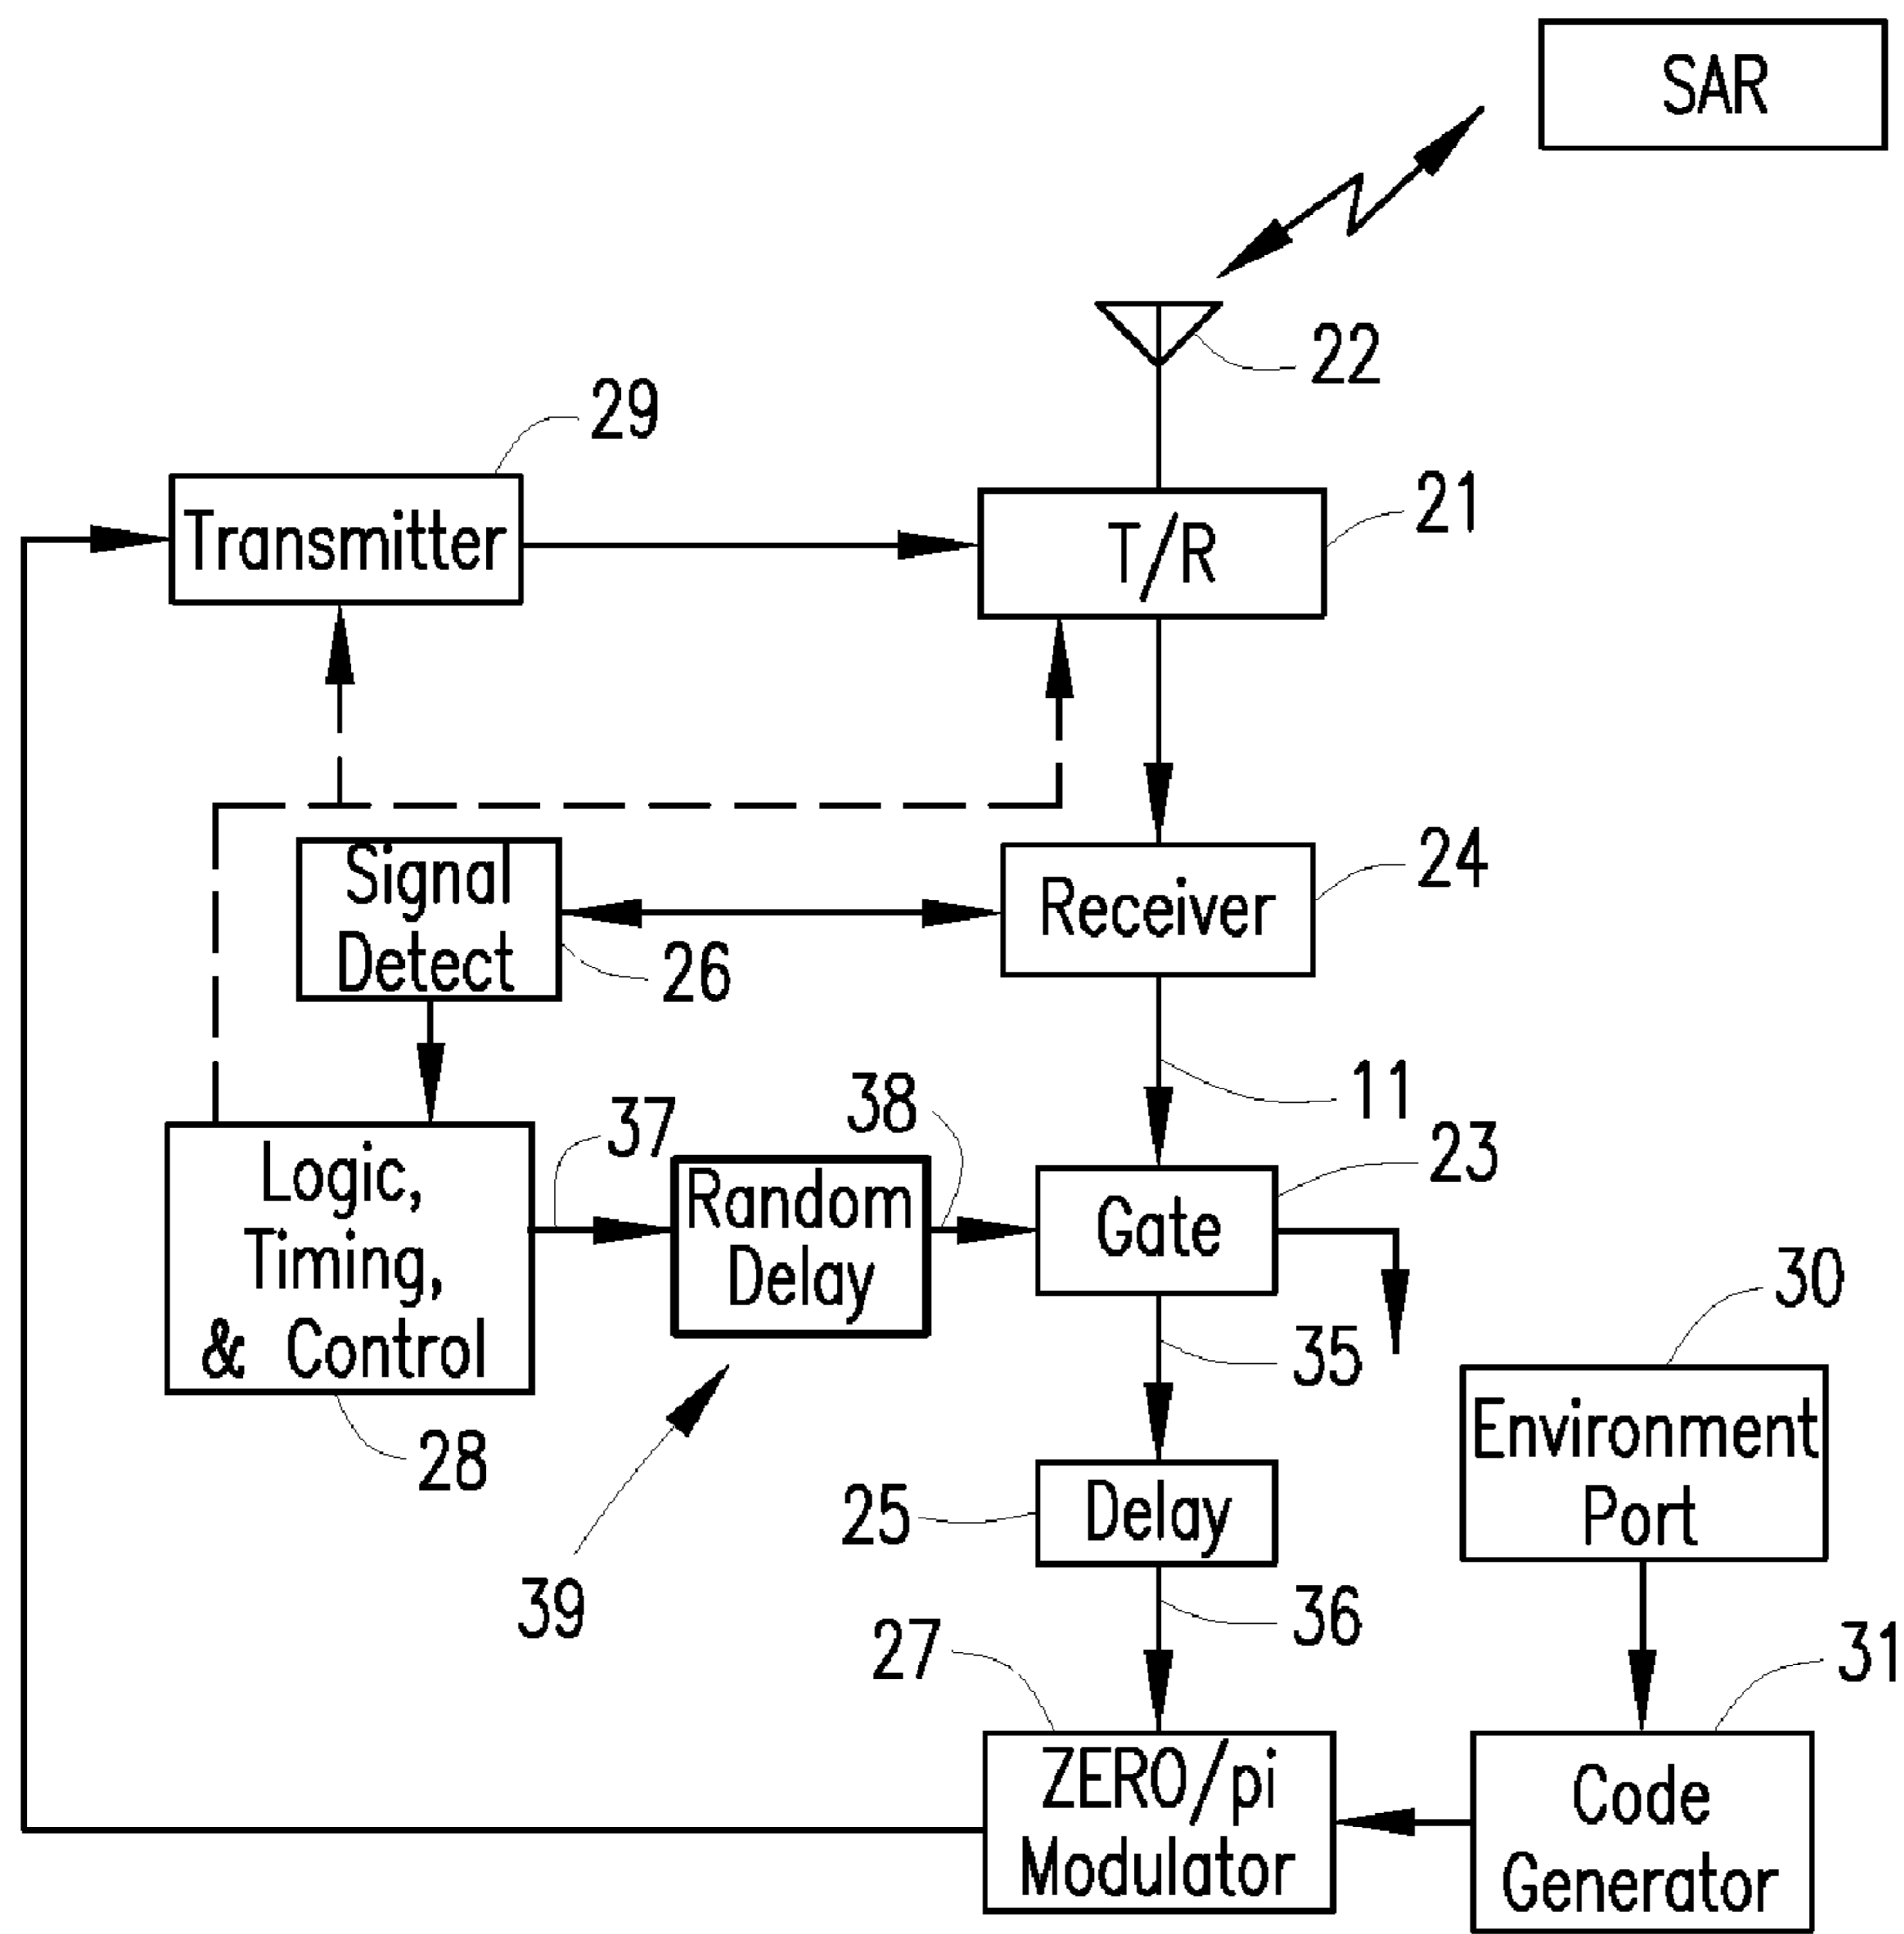 SAR
22
29
21
Transmitter
T/R
24
Signal
Detect
Receiver
26
11
38
37
23
Logic,
Timing,
& Control
Random
Delay
Gate
30
35
28
Environment
Port
25
Delay
39
36
27
31
ZERO/pi
Modulator
Code
Generator